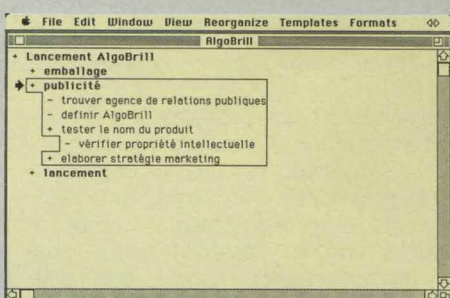 File Edit Window View Reorganize Templates Formats
AlgoBrill
+ Lancement AlgoBrill
+ emballage
+ publicité
- trouver agence de relations publiques
- definir AlgoBrill
+ tester le nom du produit
- vérifier propriété intellectuelle
+ elaborer stratégie marketing
+ lancement